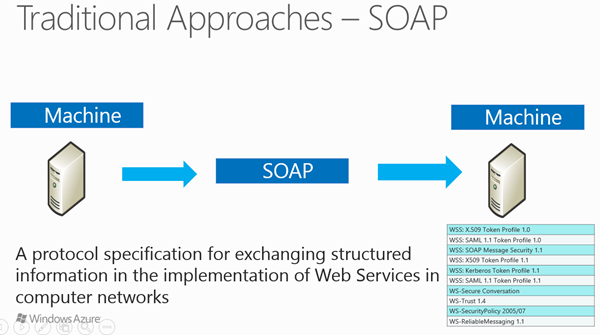 Traditional Approaches – SOAP
Machine
SOAP
Machine
A protocol specification for exchanging structured
information in the implementation of Web Services in
computer networks
WSS: X.509 Token Profile 1.0
WSS: SAML 1.1 Token Profile 1.0
WSS: SOAP Message Security 1.1
WSS: X509 Token Profile 1.1
WSS: Kerberos Token Profile 1.1
WSS: SAML 1.1 Token Profile 1.1
WS-Secure Conversation
WS-Trust 1.4
WS-SecurityPolicy 2005/07
WS-ReliableMessaging 1.1
Windows Azure